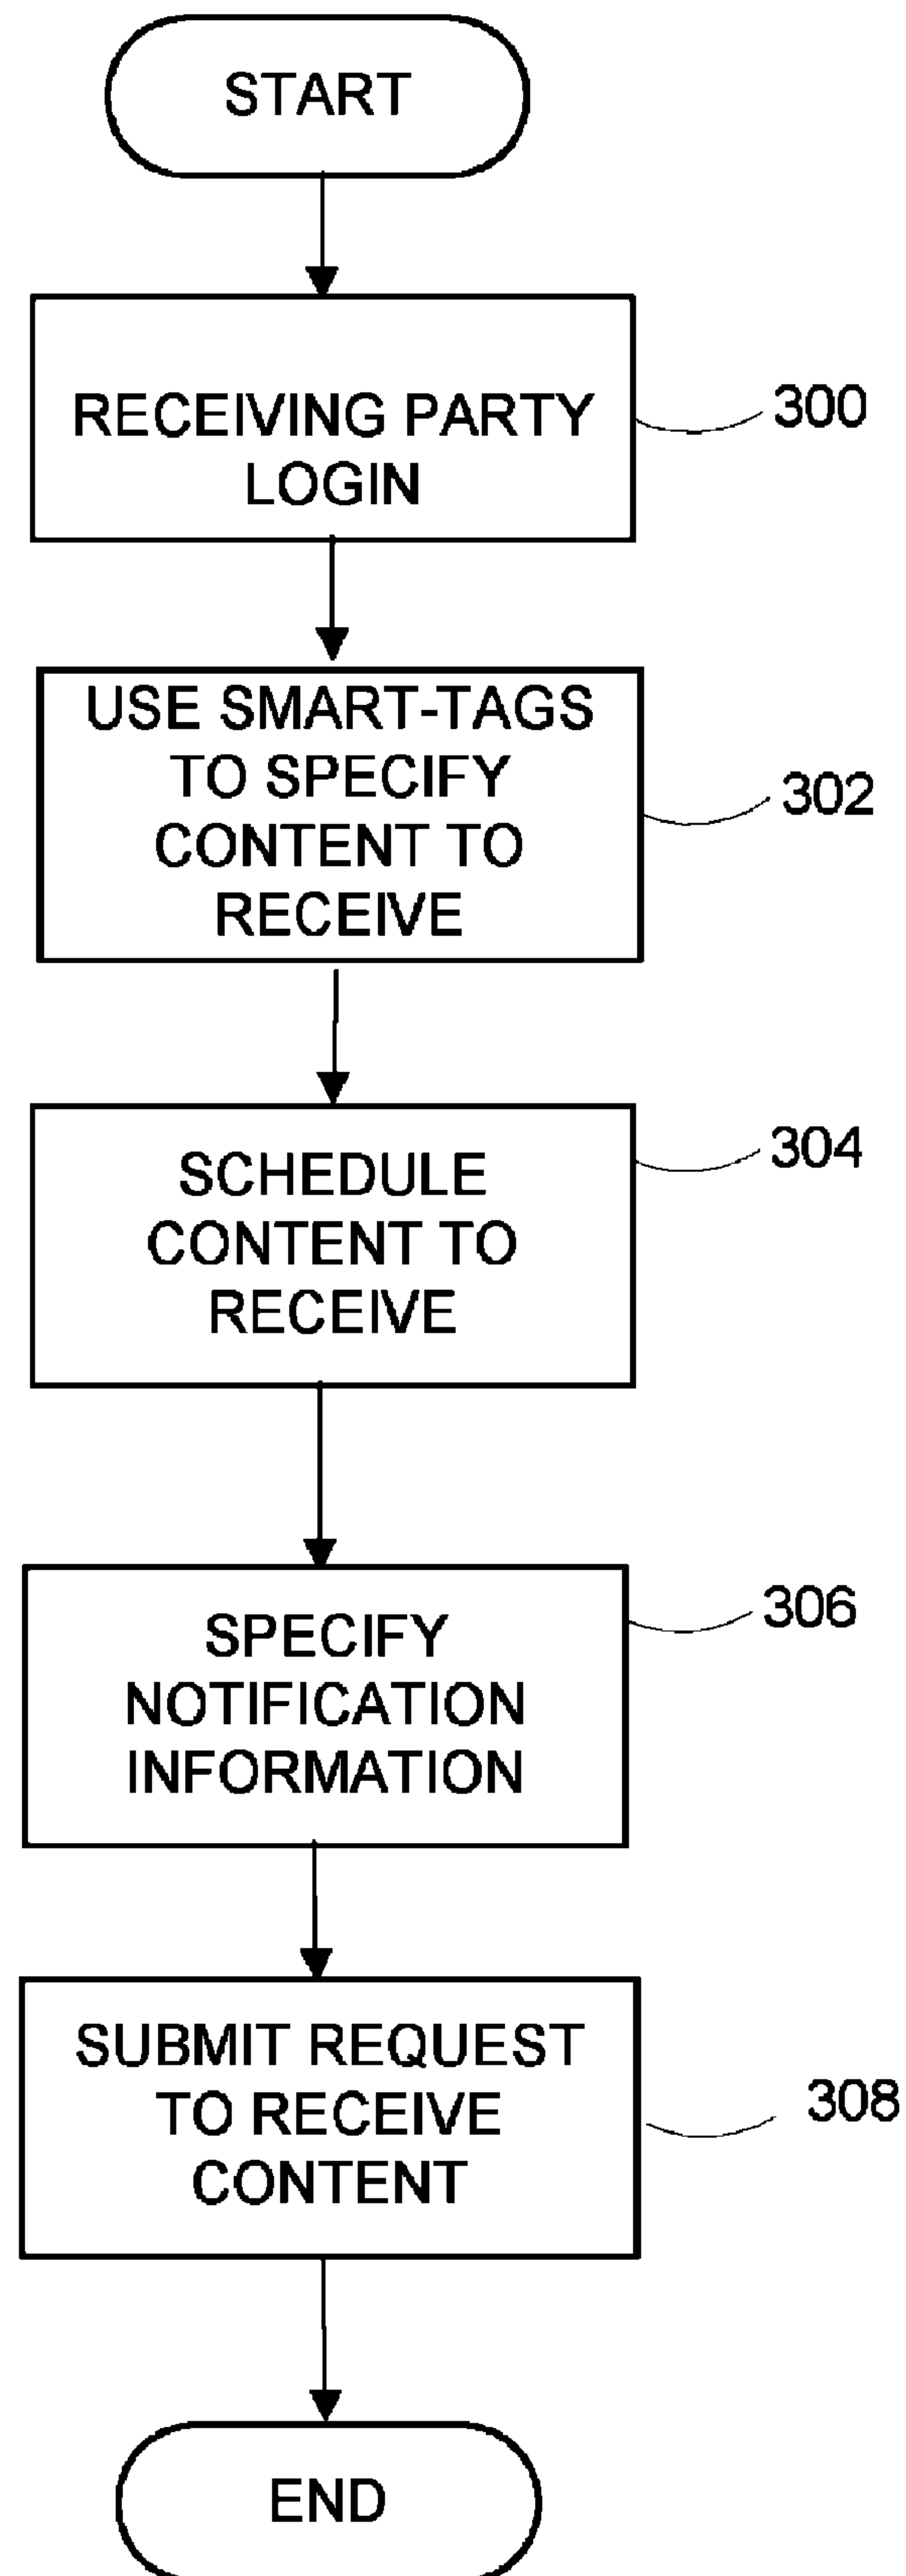 START
RECEIVING PARTY
LOGIN
300
USE SMART-TAGS
TO SPECIFY
CONTENT TO
RECEIVE
302
SCHEDULE
CONTENT TO
RECEIVE
304
SPECIFY
NOTIFICATION
INFORMATION
306
SUBMIT REQUEST
TO RECEIVE
CONTENT
308
END